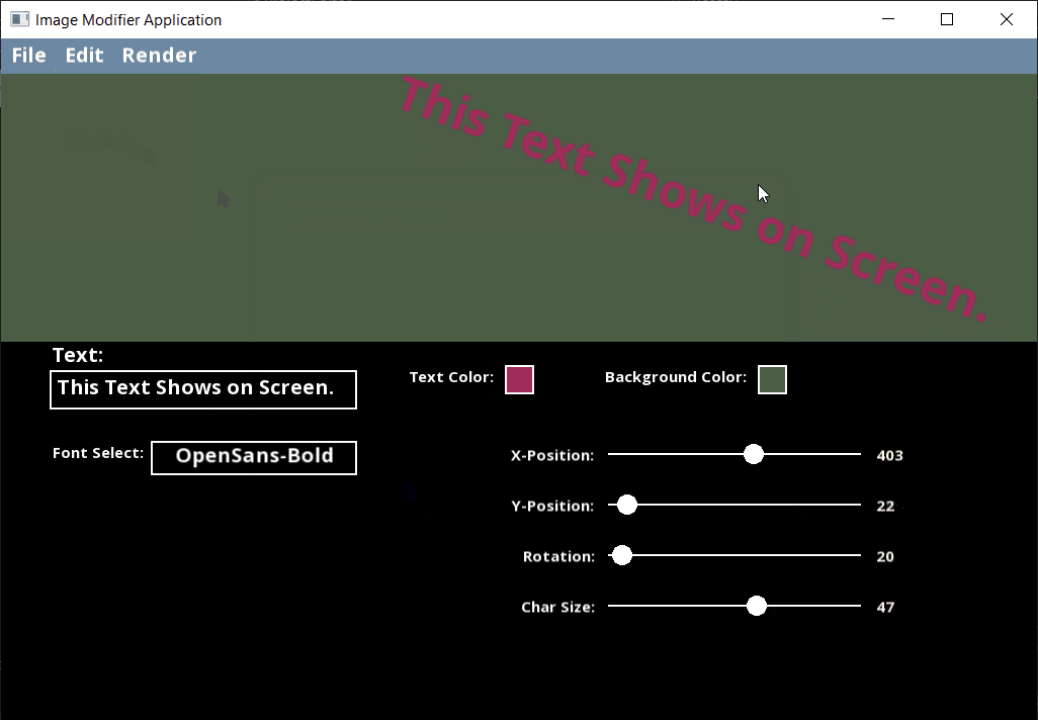 Image Modifier Application
File Edit Render
This Text Shows on Screen.
Text:
This Text Shows on Screen.
Text Color:
Background Color:
Font Select: OpenSans-Bold
X-Position: 403
Y-Position: 22
Rotation: 20
Char Size: 47